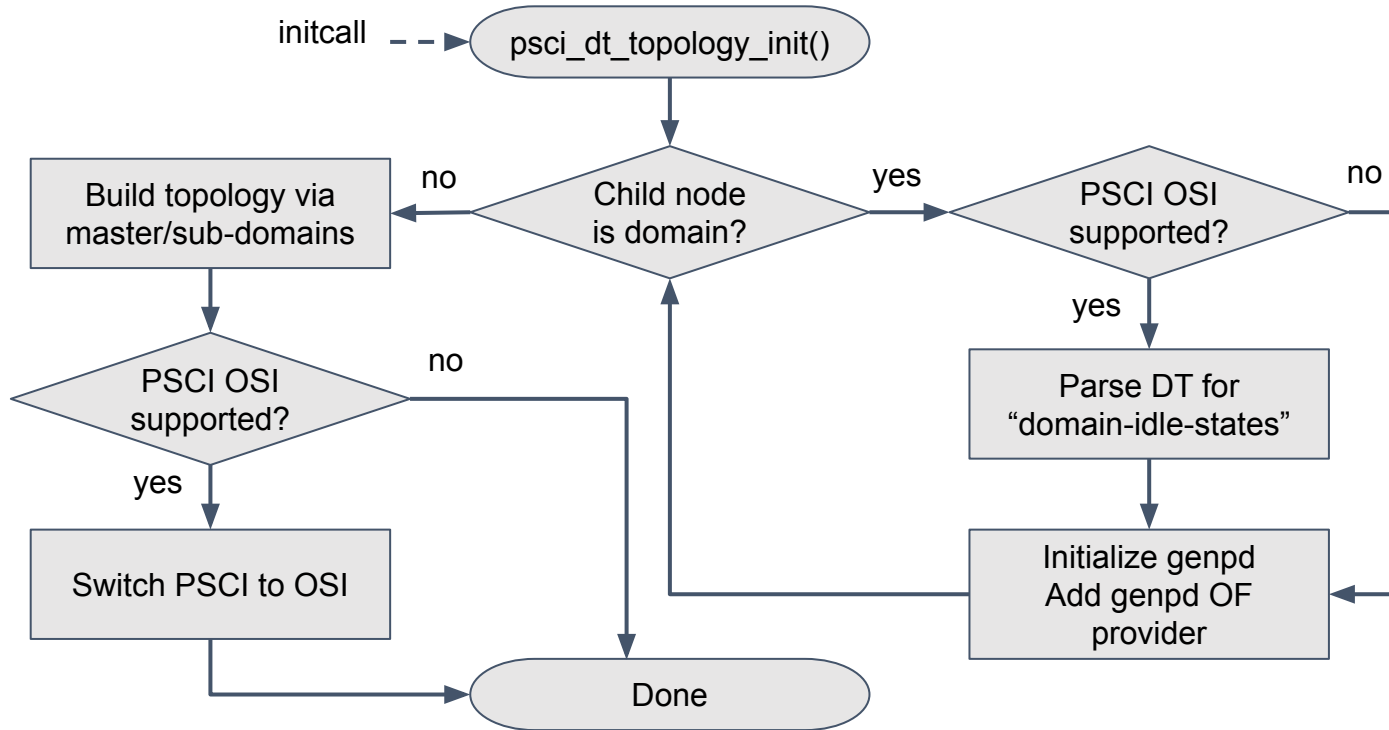 initcall
psci_dt_topology_init()
no
Build topology via
master/sub-domains
Child node
is domain?
yes
PSCI OSI
supported?
no
yes
PSCI OSI
supported?
no
Parse DT for
“domain-idle-states”
yes
Switch PSCI to OSI
Initialize genpd
Add genpd OF
provider
Done